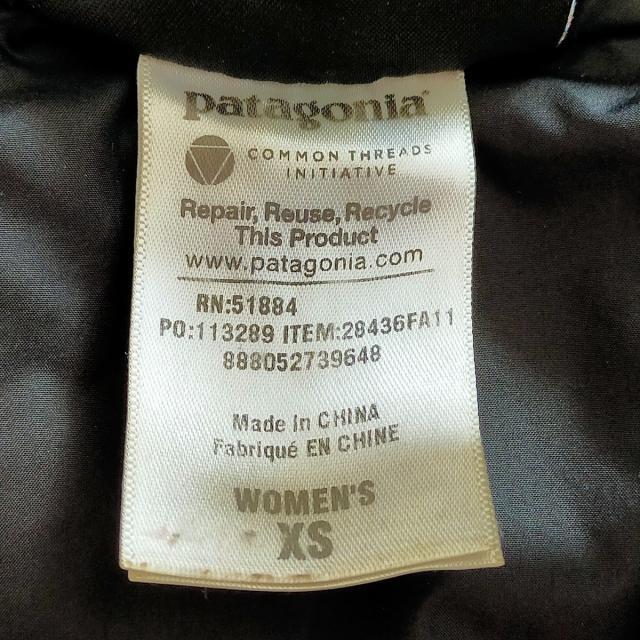 patagonia®
COMMON THREADS
INITIATIVE
Repair, Reuse, Recycle
This Product
www.patagonia.com
RN:51884
PO:113289 ITEM:28436FA11
888052739648
Made in CHINA
Fabriqué EN CHINE
WOMEN'S
XS